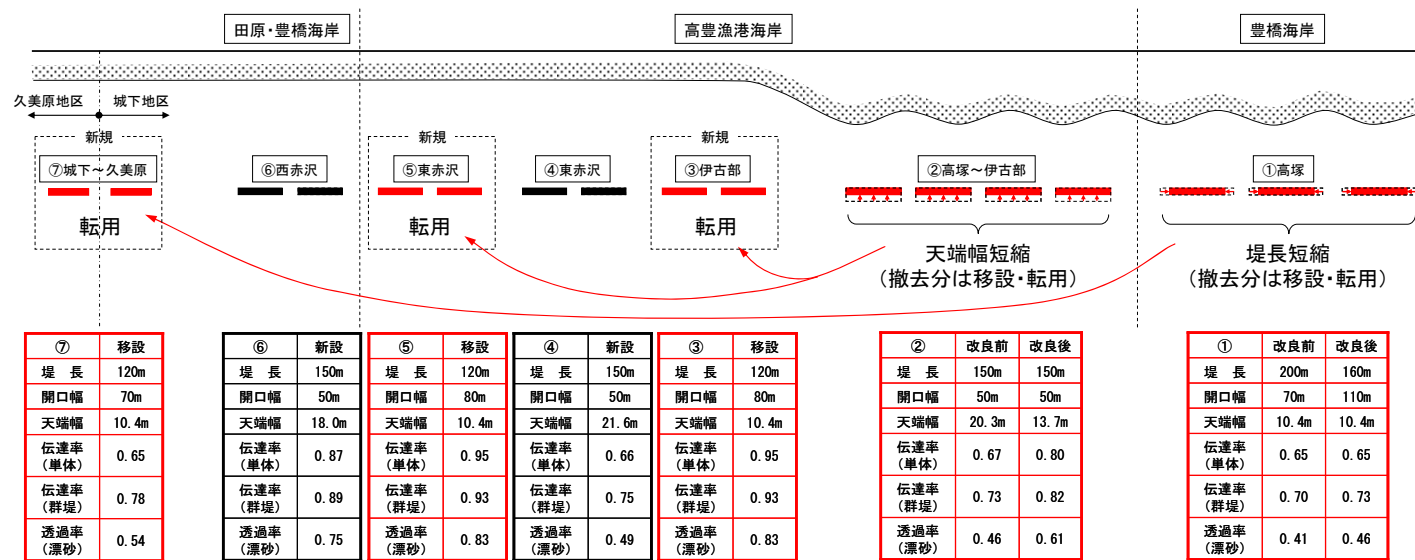 田原・豊橋海岸
高豊漁港海岸
豊橋海岸
久美原地区
城下地区
新規
⑦城下～久美原
転用
⑥西赤沢
新規
⑤東赤沢
転用
④東赤沢
新規
③伊古部
転用
②高塚～伊古部
天端幅短縮
（撤去分は移設・転用）
①高塚
堤長短縮
（撤去分は移設・転用）
⑦ 移設
堤　長 120m
開口幅 70m
天端幅 10.4m
伝達率
（単体） 0.65
伝達率
（群堤） 0.78
透過率
（漂砂） 0.54
⑥ 新設
堤　長 150m
開口幅 50m
天端幅 18.0m
伝達率
（単体） 0.87
伝達率
（群堤） 0.89
透過率
（漂砂） 0.75
⑤ 移設
堤　長 120m
開口幅 80m
天端幅 10.4m
伝達率
（単体） 0.95
伝達率
（群堤） 0.93
透過率
（漂砂） 0.83
④ 新設
堤　長 150m
開口幅 50m
天端幅 21.6m
伝達率
（単体） 0.66
伝達率
（群堤） 0.75
透過率
（漂砂） 0.49
③ 移設
堤　長 120m
開口幅 80m
天端幅 10.4m
伝達率
（単体） 0.95
伝達率
（群堤） 0.93
透過率
（漂砂） 0.83
② 改良前 改良後
堤　長 150m 150m
開口幅 50m 50m
天端幅 20.3m 13.7m
伝達率
（単体） 0.67 0.80
伝達率
（群堤） 0.73 0.82
透過率
（漂砂） 0.46 0.61
① 改良前 改良後
堤　長 200m 160m
開口幅 70m 110m
天端幅 10.4m 10.4m
伝達率
（単体） 0.65 0.65
伝達率
（群堤） 0.70 0.73
透過率
（漂砂） 0.41 0.46